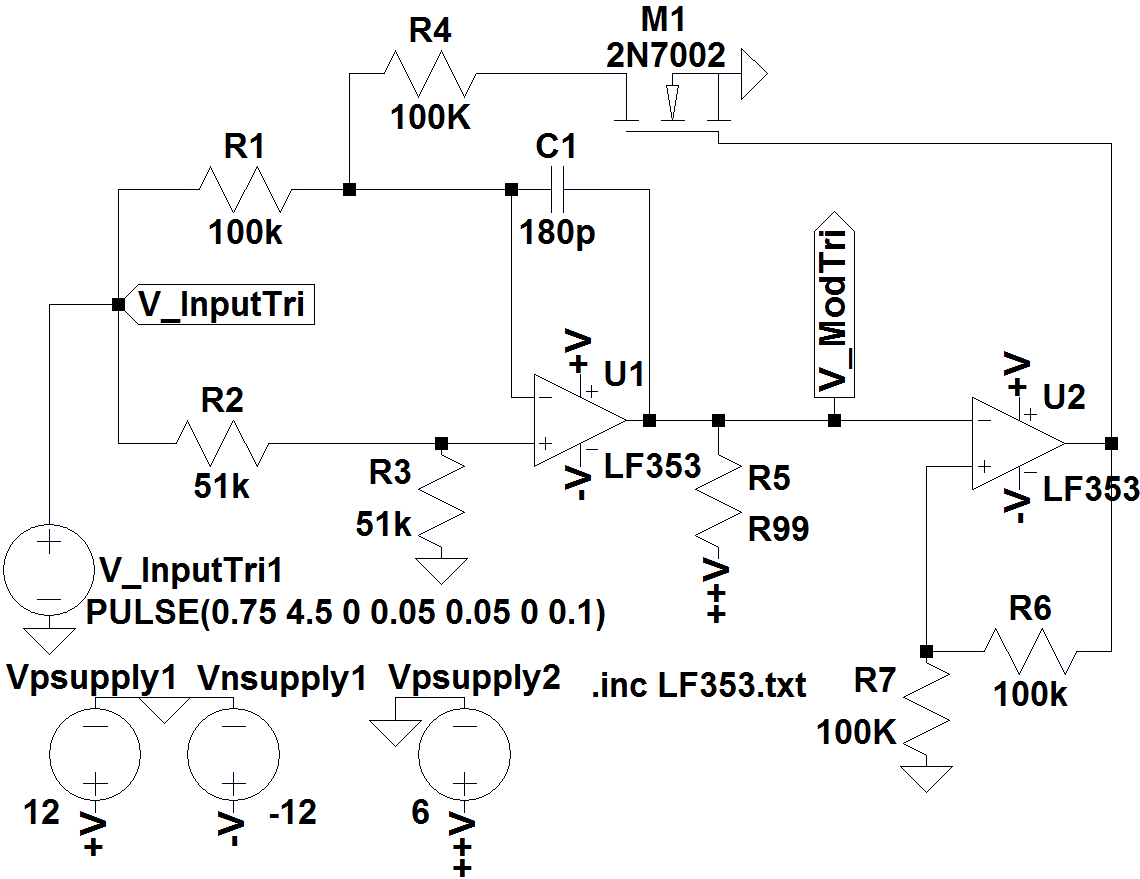 M1
R4
2N7002
100K
R1
C1
100k
180p
V_InputTri
V_ModTri
+V
U1
+V
U2
R2
-V
LF353
R3
R5
-V
LF353
51k
51k
R99
V_InputTri1
++V
PULSE(0.75 4.5 0 0.05 0.05 0 0.1)
R6
Vpsupply1
Vnsupply1
Vpsupply2
.inc LF353.txt
R7
100k
100K
12
-12
6
+V
-V
++V